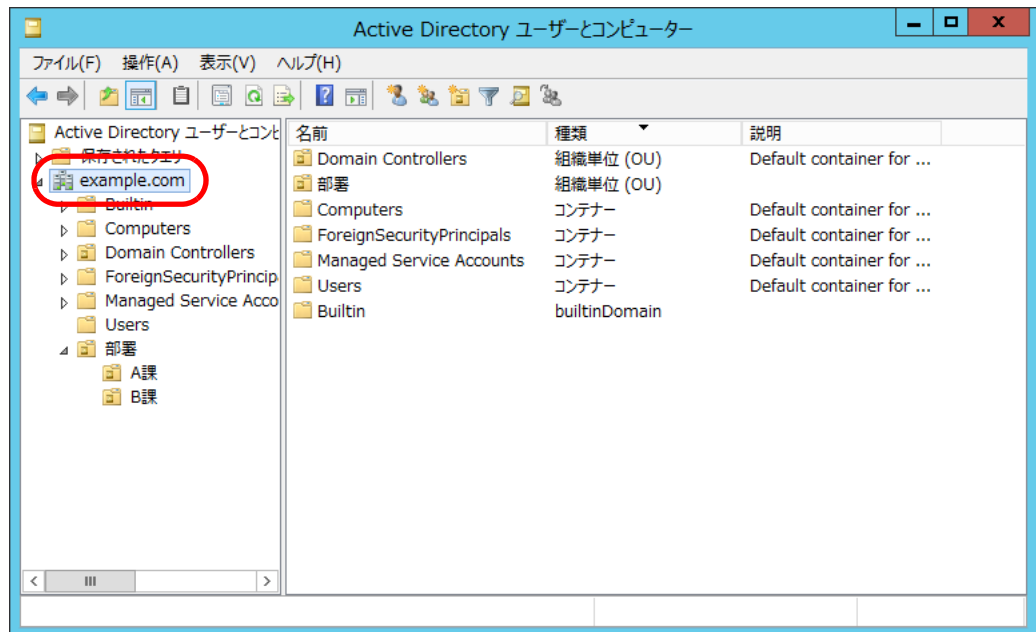 Active Directory ユーザーとコンピューター
ファイル(F) 操作(A) 表示(V) ヘルプ(H)
Active Directory ユーザーとコンピ
保存されたクエリ
example.com
Builtin
Computers
Domain Controllers
ForeignSecurityPrincip
Managed Service Acco
Users
部署
A課
B課
名前 種類 説明
Domain Controllers 組織単位 (OU) Default container for ...
部署 組織単位 (OU)
Computers コンテナー Default container for ...
ForeignSecurityPrincipals コンテナー Default container for ...
Managed Service Accounts コンテナー Default container for ...
Users コンテナー Default container for ...
Builtin builtinDomain